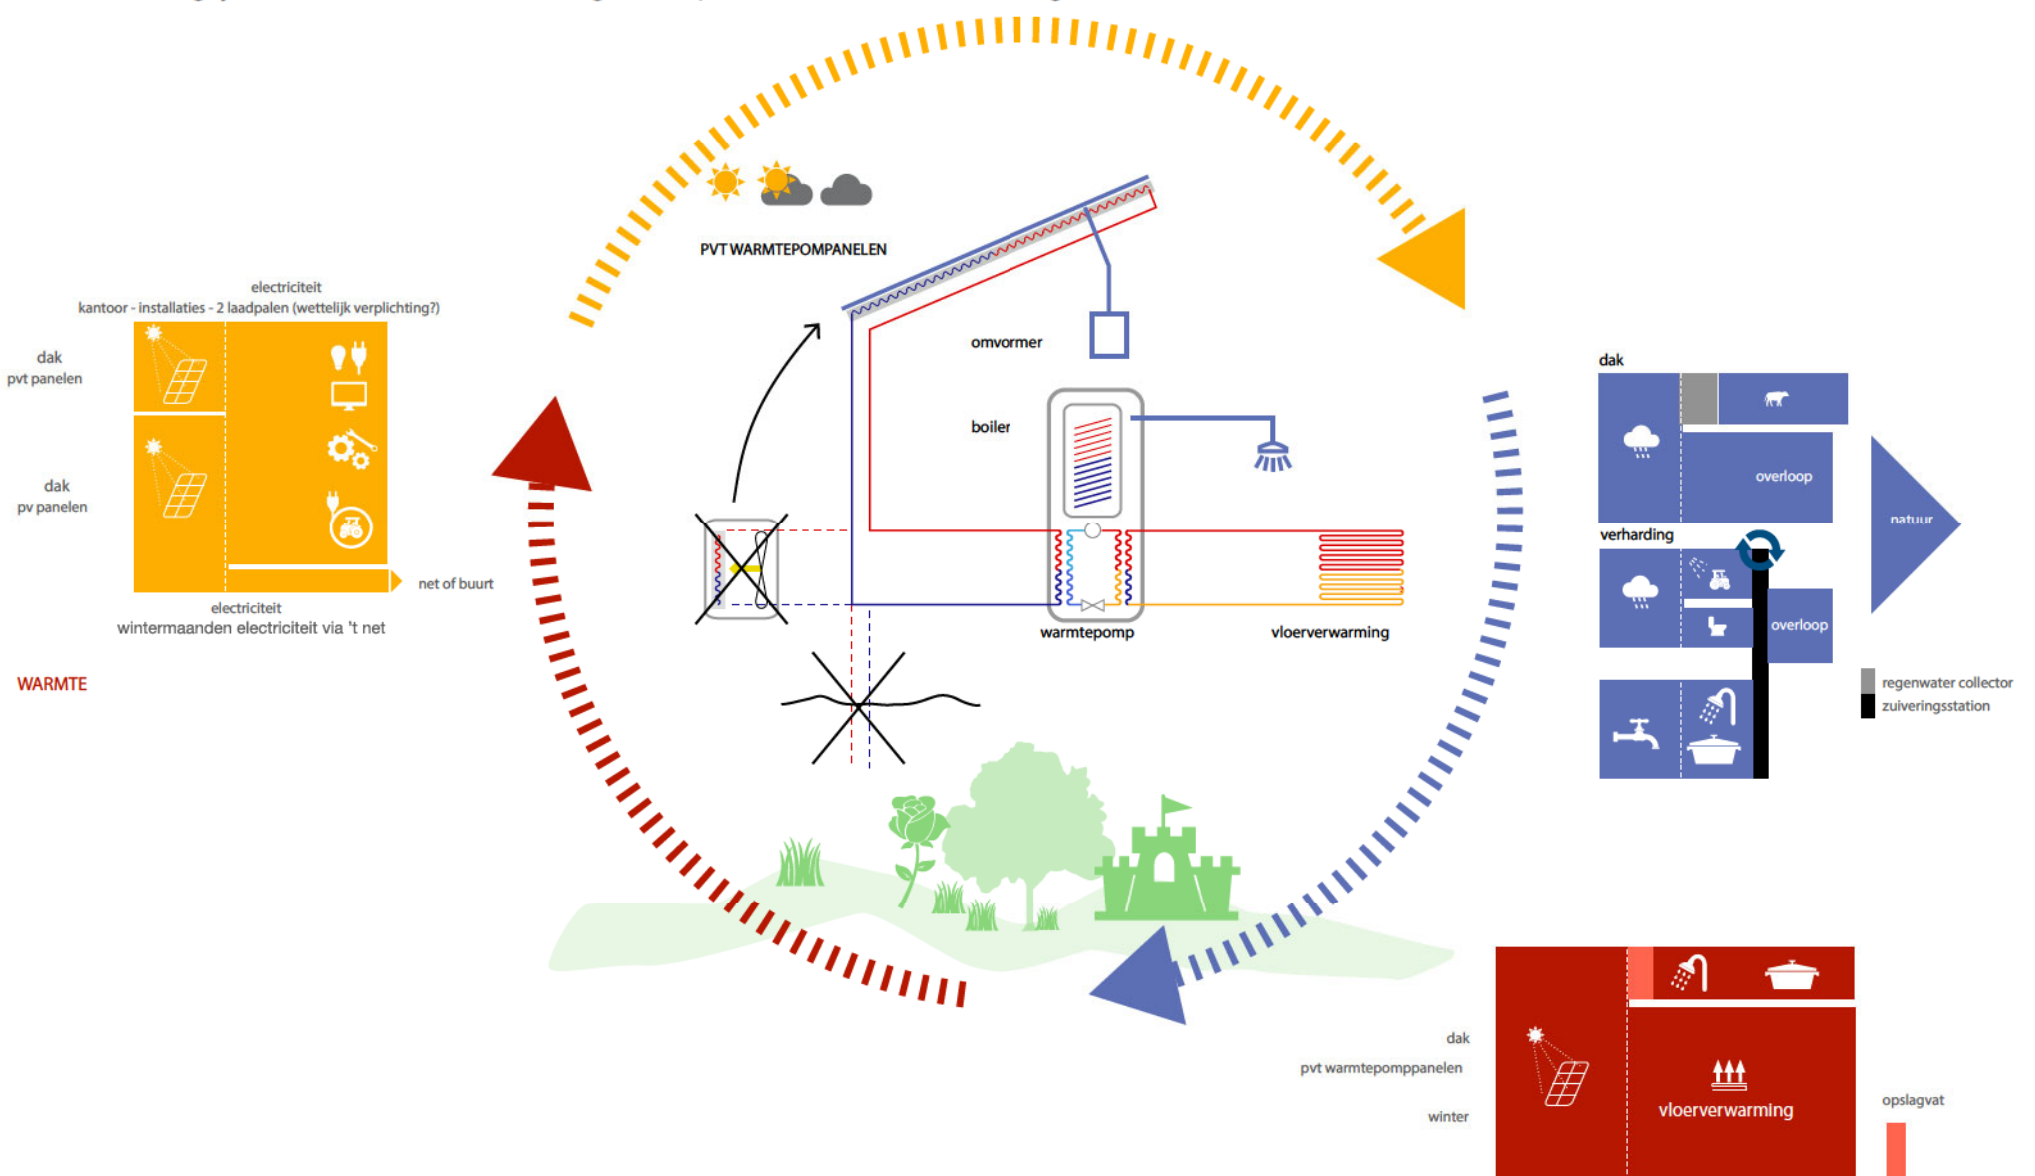 PVT WARMTEPOMPANELEN
electriciteit
kantoor - installaties - 2 laadpalen (wettelijk verplichting?)
dak
pvt panelen
dak
pv panelen
net of buurt
electriciteit
wintermaanden electriciteit via 't net
WARMTE
omvormer
boiler
warmtepomp
vloerverwarming
dak
overloop
natuur
verharding
overloop
regenwater collector
zuiveringsstation
dak
pvt warmtepomppanelen
winter
vloerverwarming
opslagvat